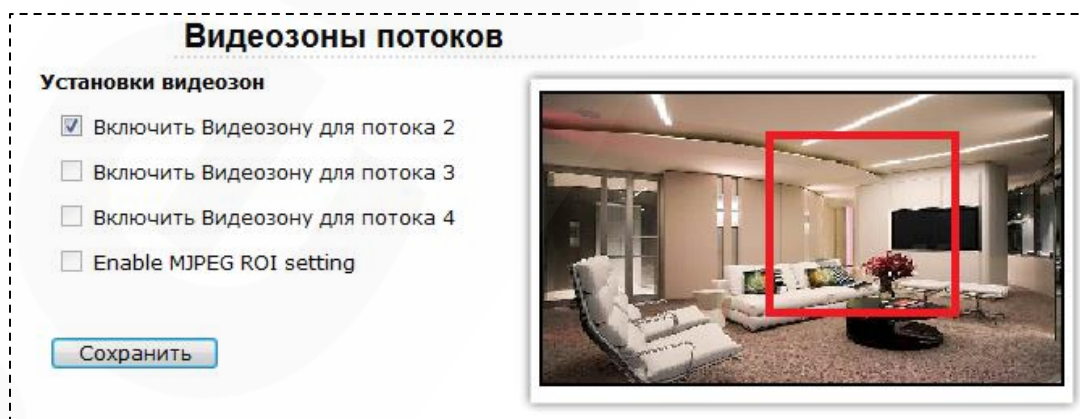 Видеозоны потоков
Установки видеозон
Включить Видеозону для потока 2
Включить Видеозону для потока 3
Включить Видеозону для потока 4
Enable MJPEG ROI setting
Сохранить